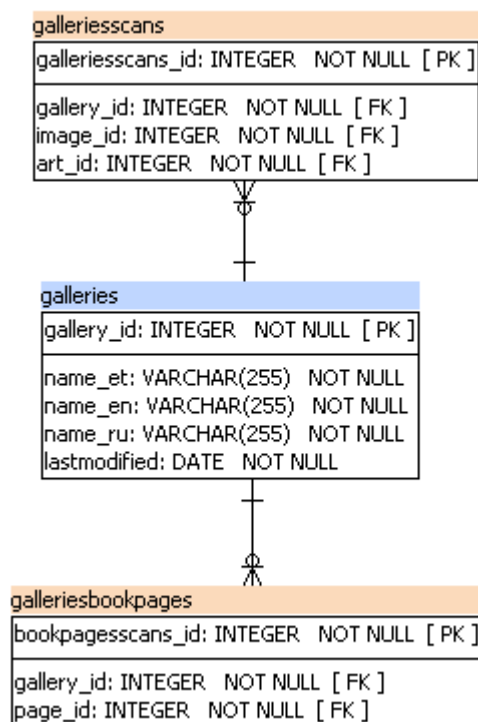 galleriesscans
galleriesscans_id: INTEGER NOT NULL [ PK ]
gallery_id: INTEGER NOT NULL [ FK ]
image_id: INTEGER NOT NULL [ FK ]
art_id: INTEGER NOT NULL [ FK ]
galleries
gallery_id: INTEGER NOT NULL [ PK ]
name_et: VARCHAR(255) NOT NULL
name_en: VARCHAR(255) NOT NULL
name_ru: VARCHAR(255) NOT NULL
lastmodified: DATE NOT NULL
galleriesbookpages
bookpagesscans_id: INTEGER NOT NULL [ PK ]
gallery_id: INTEGER NOT NULL [ FK ]
page_id: INTEGER NOT NULL [ FK ]